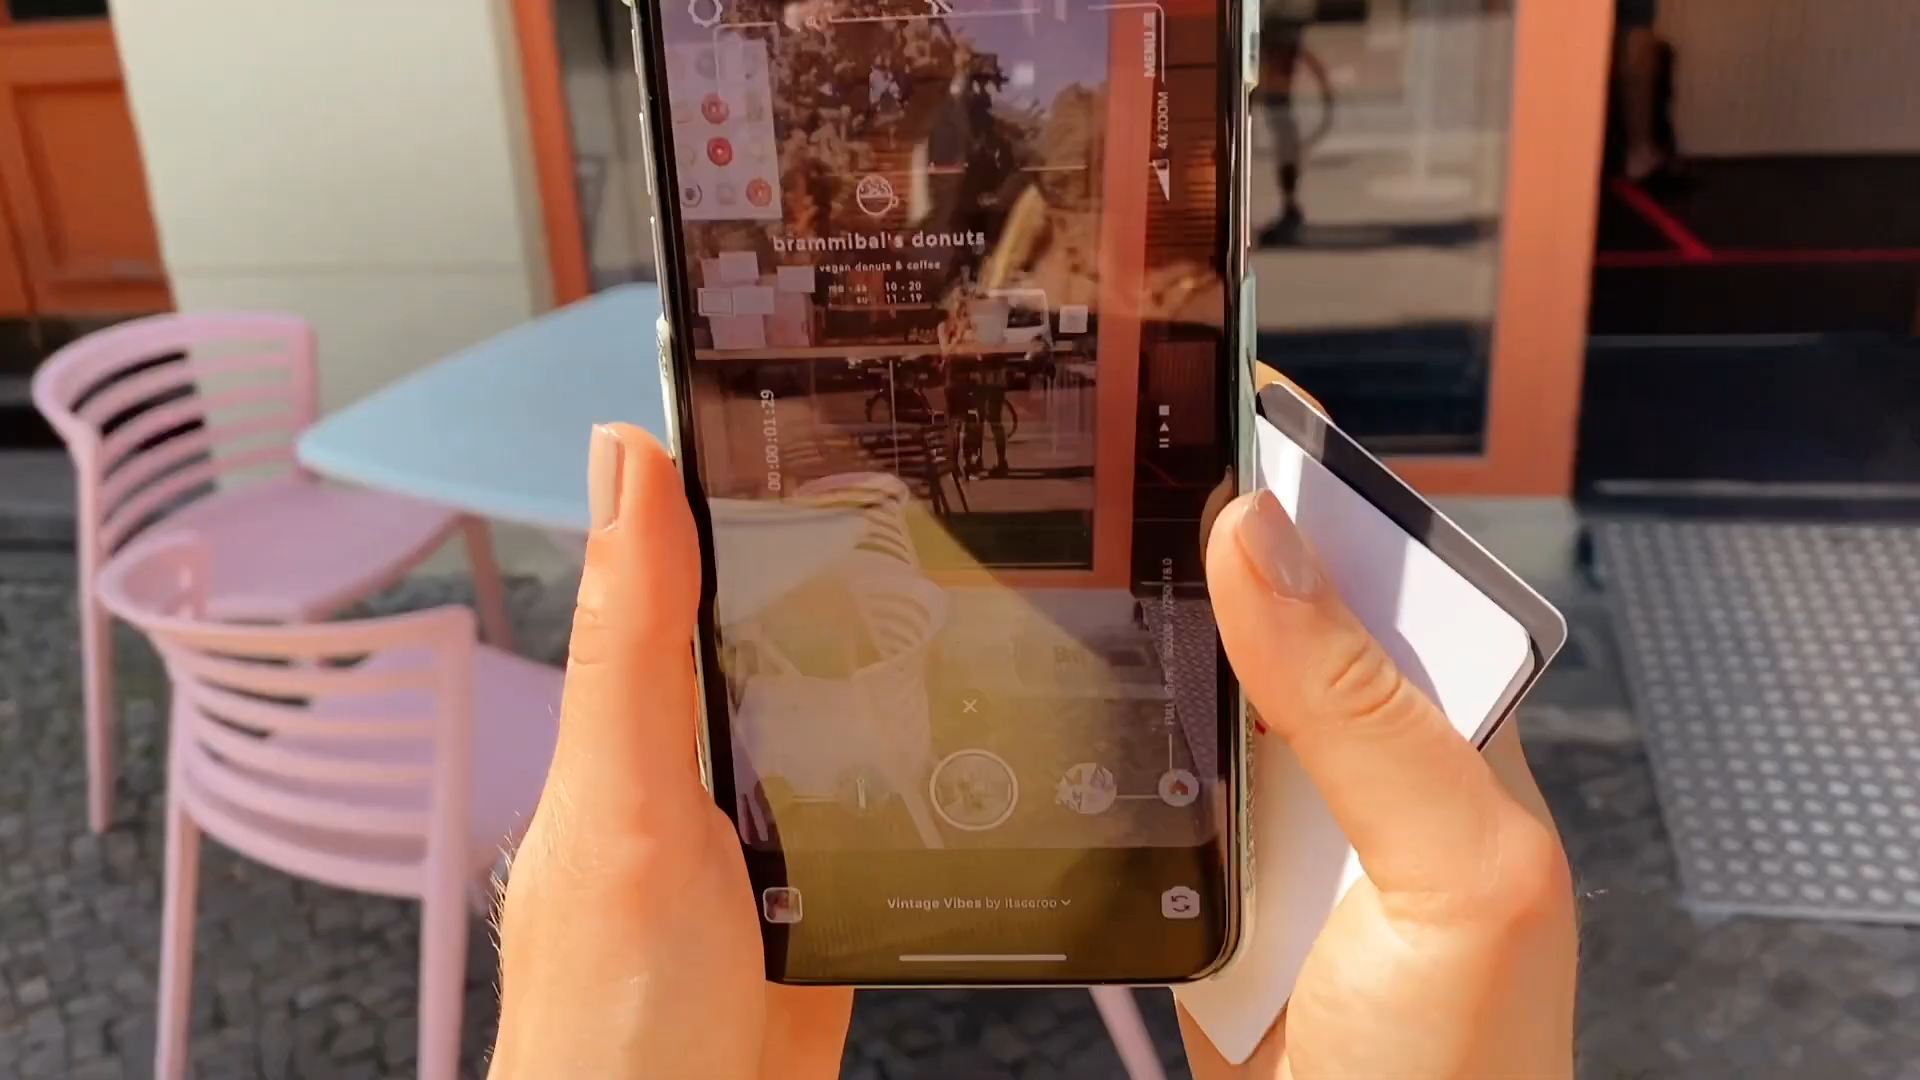 MENU
4X ZOOM
brammibal's donuts
vegan donuts & coffee
mo - sa 10 - 20
su 11 - 19
00:00:01:29
Vintage Vibes by itsceroo